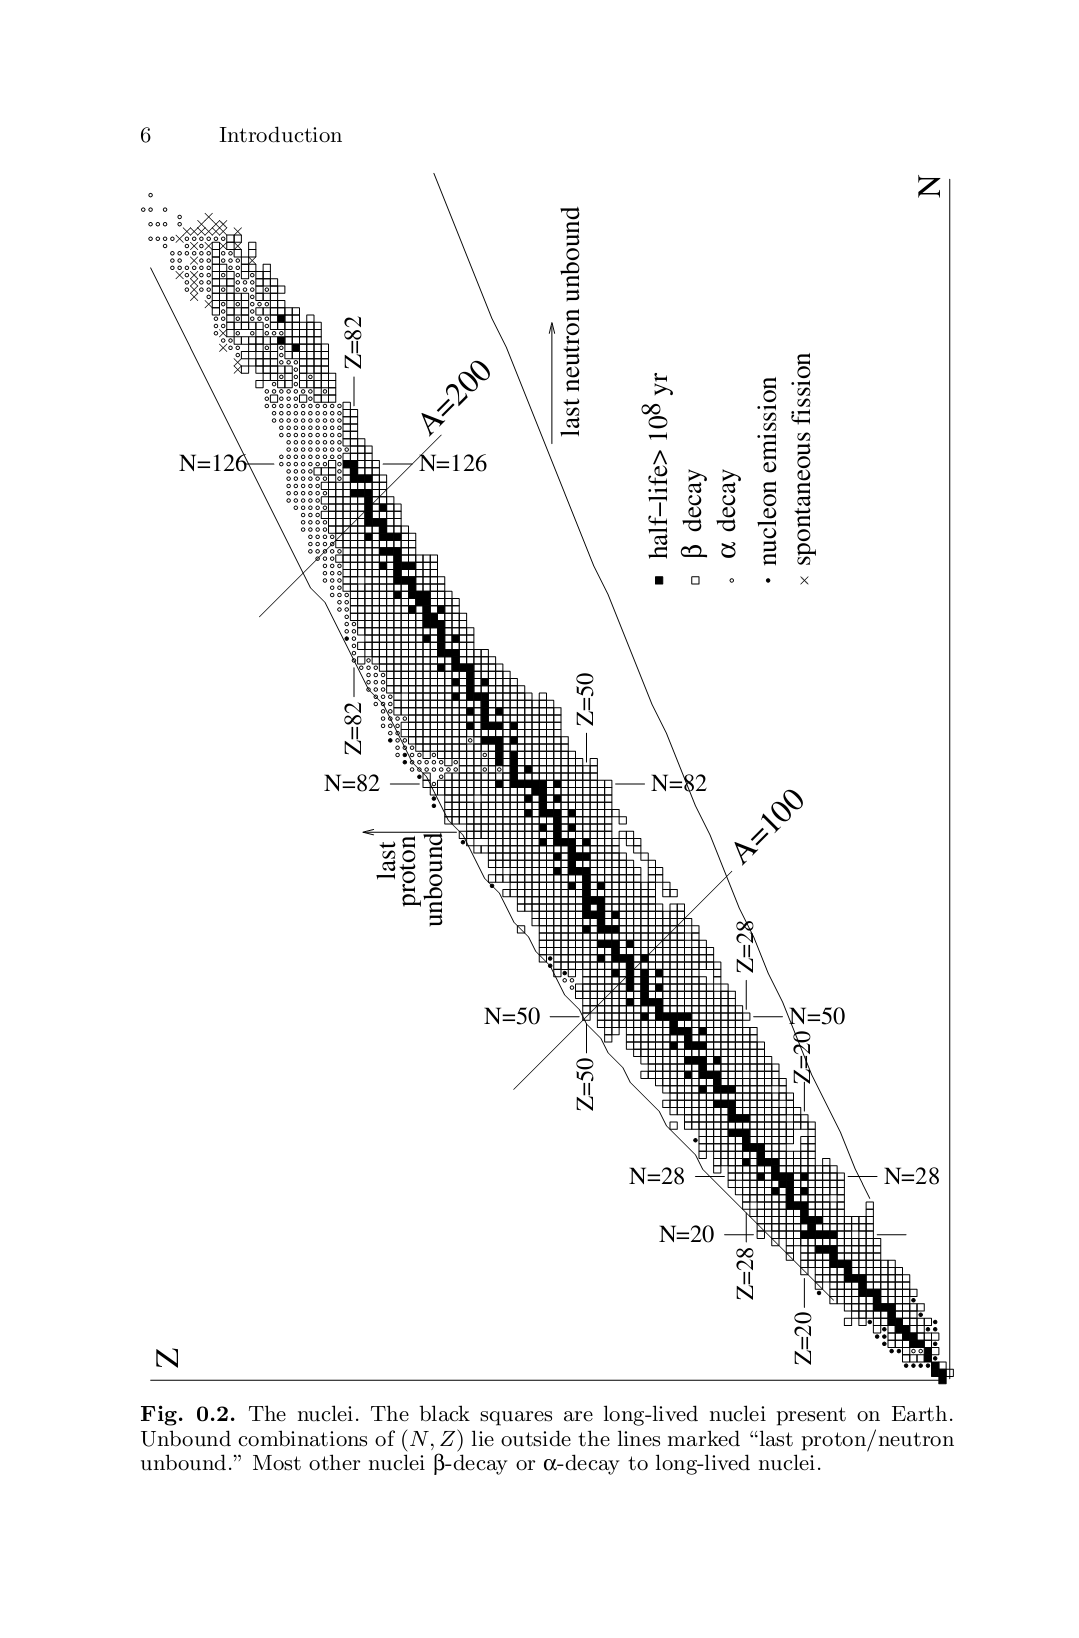 6 Introduction
N
Z
last neutron unbound
Z=82
A=200
N=126
N=126
■ half−life> 10⁸ yr
□ β decay
○ α decay
• nucleon emission
× spontaneous fission
Z=82
Z=50
N=82
N=82
last
proton
unbound
A=100
Z=28
N=50
N=50
Z=20
Z=50
N=28
N=28
N=20
Z=28
Z=20
Fig. 0.2. The nuclei. The black squares are long-lived nuclei present on Earth.
Unbound combinations of (N, Z) lie outside the lines marked “last proton/neutron
unbound.” Most other nuclei β-decay or α-decay to long-lived nuclei.